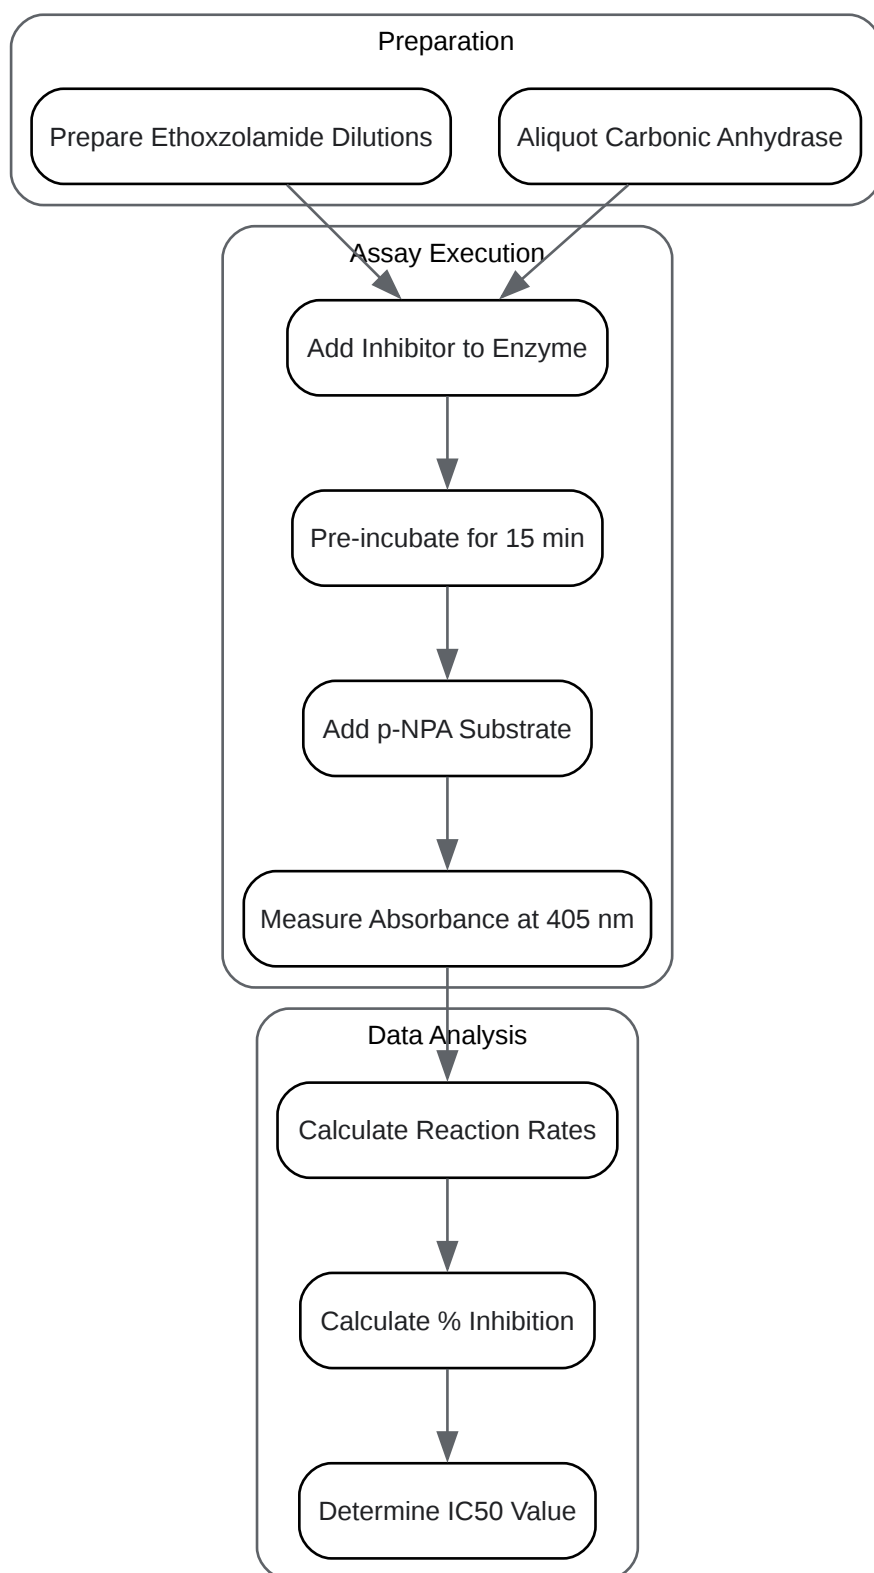 Preparation
Prepare Ethoxzolamide Dilutions
Aliquot Carbonic Anhydrase
Assay Execution
Add Inhibitor to Enzyme
Pre-incubate for 15 min
Add p-NPA Substrate
Measure Absorbance at 405 nm
Data Analysis
Calculate Reaction Rates
Calculate % Inhibition
Determine IC50 Value